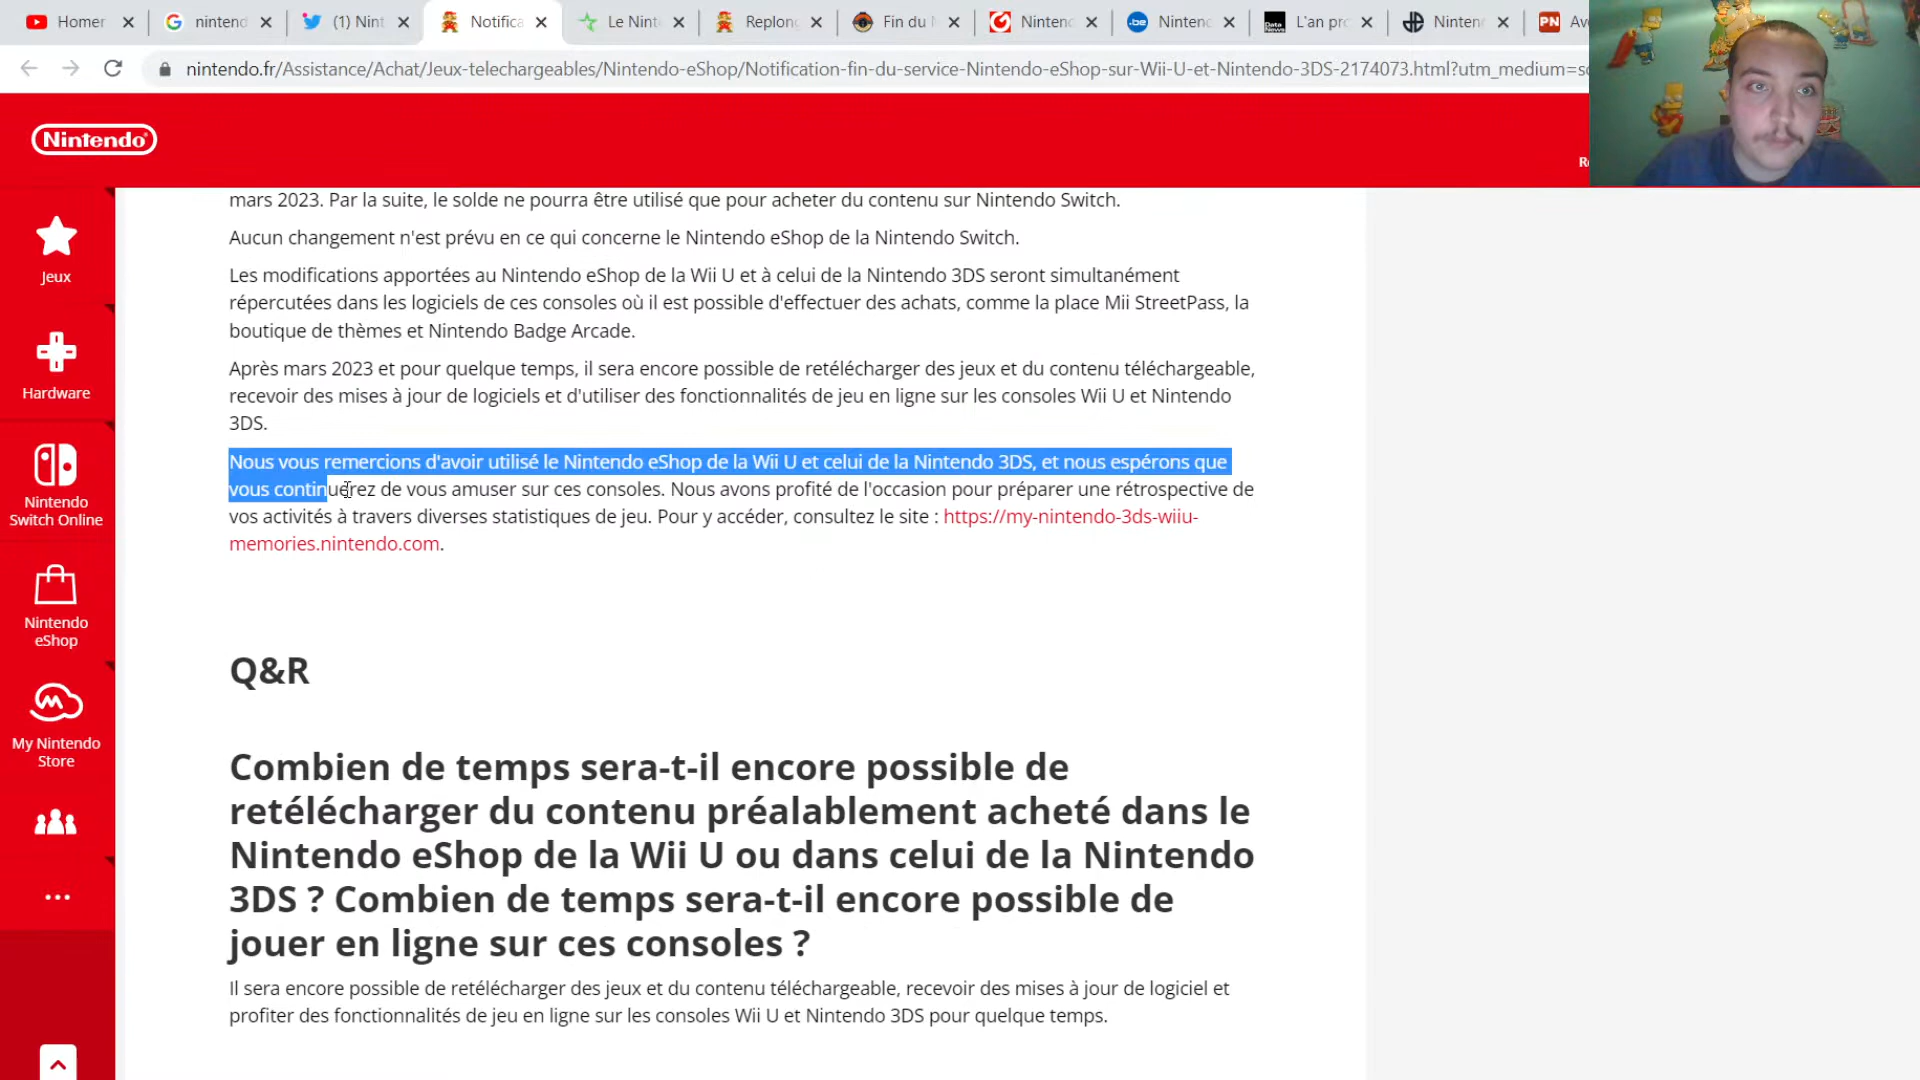 Homer
nintend
(1) Nint
Notifica
Le Nint
Replong
Fin du
Nintend
.be
Nintend
Data News
L'an pro
Ninten
PN
Av
nintendo.fr/Assistance/Achat/Jeux-telechargeables/Nintendo-eShop/Notification-fin-du-service-Nintendo-eShop-sur-Wii-U-et-Nintendo-3DS-2174073.html?utm_medium=so
Nintendo
R
Jeux
Hardware
Nintendo
Switch Online
Nintendo
eShop
My Nintendo
Store
mars 2023. Par la suite, le solde ne pourra être utilisé que pour acheter du contenu sur Nintendo Switch.
Aucun changement n'est prévu en ce qui concerne le Nintendo eShop de la Nintendo Switch.
Les modifications apportées au Nintendo eShop de la Wii U et à celui de la Nintendo 3DS seront simultanément
répercutées dans les logiciels de ces consoles où il est possible d'effectuer des achats, comme la place Mii StreetPass, la
boutique de thèmes et Nintendo Badge Arcade.
Après mars 2023 et pour quelque temps, il sera encore possible de retélécharger des jeux et du contenu téléchargeable,
recevoir des mises à jour de logiciels et d'utiliser des fonctionnalités de jeu en ligne sur les consoles Wii U et Nintendo
3DS.
Nous vous remercions d'avoir utilisé le Nintendo eShop de la Wii U et celui de la Nintendo 3DS, et nous espérons que
vous continuerez de vous amuser sur ces consoles. Nous avons profité de l'occasion pour préparer une rétrospective de
vos activités à travers diverses statistiques de jeu. Pour y accéder, consultez le site : https://my-nintendo-3ds-wiiu-
memories.nintendo.com.
Q&R
Combien de temps sera-t-il encore possible de
retélécharger du contenu préalablement acheté dans le
Nintendo eShop de la Wii U ou dans celui de la Nintendo
3DS ? Combien de temps sera-t-il encore possible de
jouer en ligne sur ces consoles ?
Il sera encore possible de retélécharger des jeux et du contenu téléchargeable, recevoir des mises à jour de logiciel et
profiter des fonctionnalités de jeu en ligne sur les consoles Wii U et Nintendo 3DS pour quelque temps.